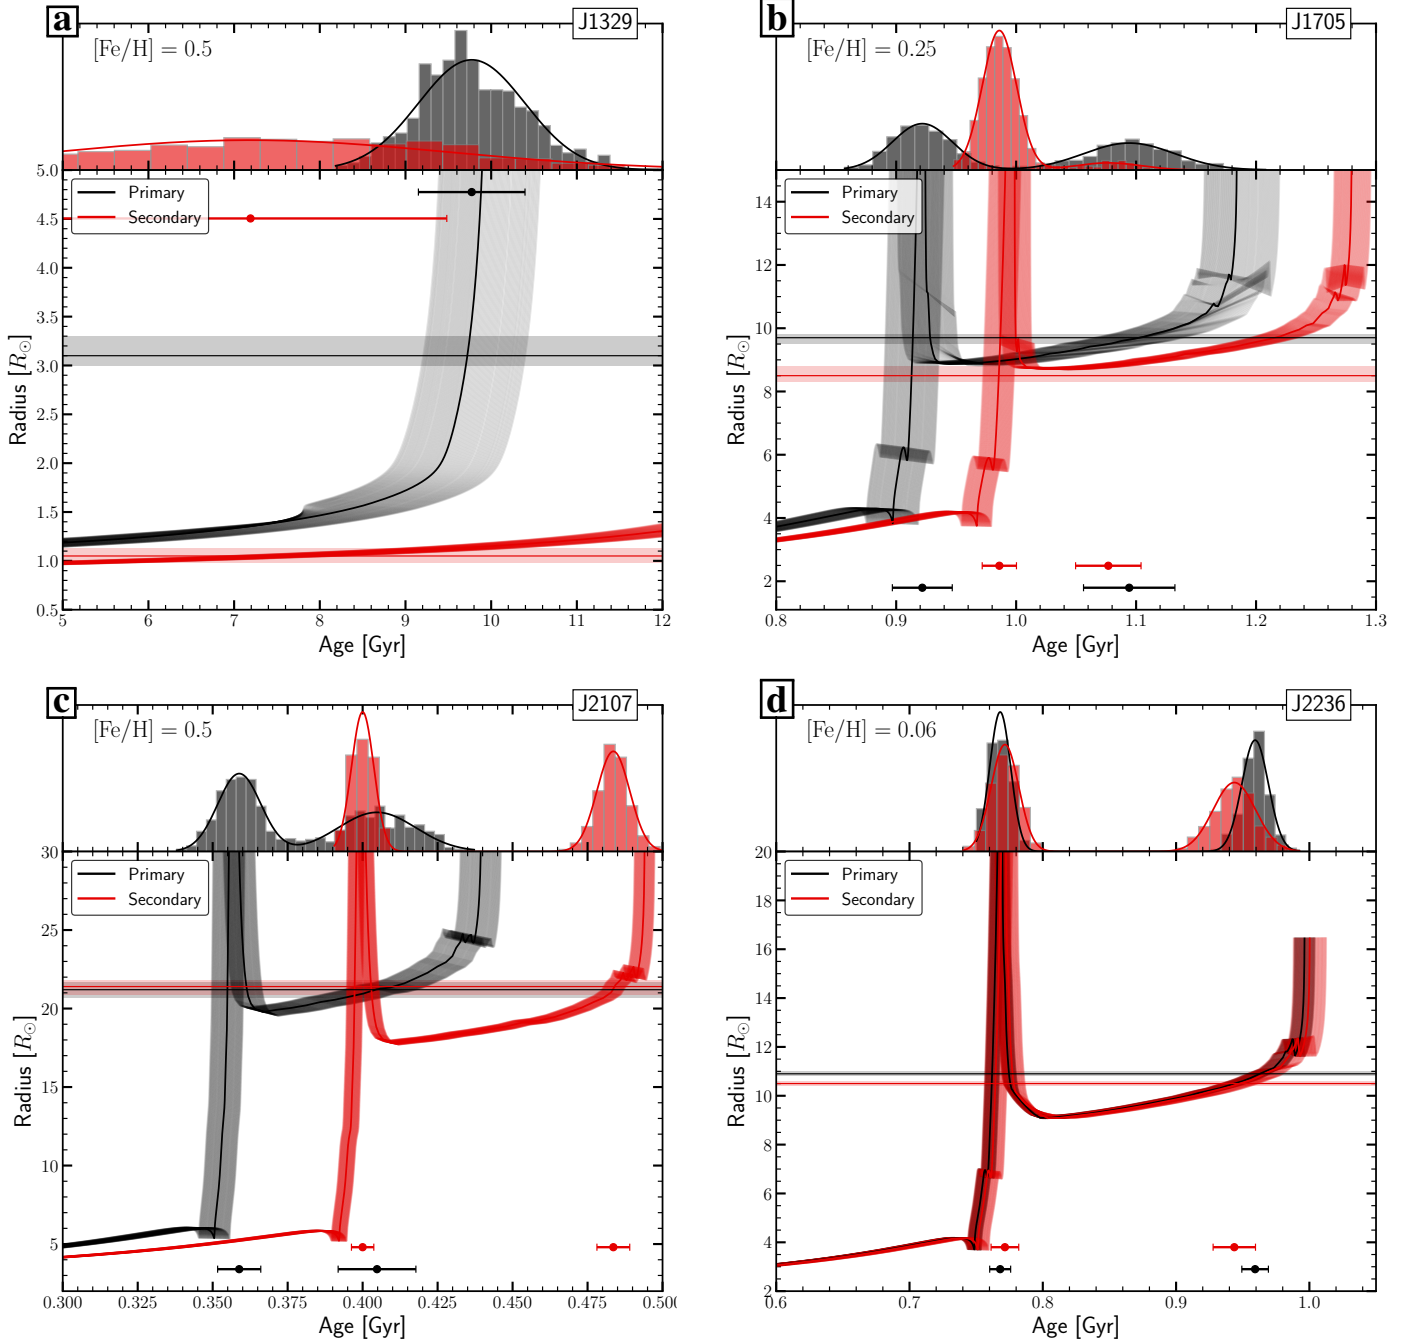 a
J1329
[Fe/H] = 0.5
Primary
Secondary
5.0
4.5
4.0
3.5
3.0
2.5
2.0
1.5
1.0
0.5
Radius [R⊙]
5 6 7 8 9 10 11 12
Age [Gyr]
b
J1705
[Fe/H] = 0.25
Primary
Secondary
14
12
10
8
6
4
2
Radius [R⊙]
0.8 0.9 1.0 1.1 1.2 1.3
Age [Gyr]
c
J2107
[Fe/H] = 0.5
Primary
Secondary
30
25
20
15
10
5
Radius [R⊙]
0.300 0.325 0.350 0.375 0.400 0.425 0.450 0.475 0.500
Age [Gyr]
d
J2236
[Fe/H] = 0.06
Primary
Secondary
20
18
16
14
12
10
8
6
4
2
Radius [R⊙]
0.6 0.7 0.8 0.9 1.0
Age [Gyr]